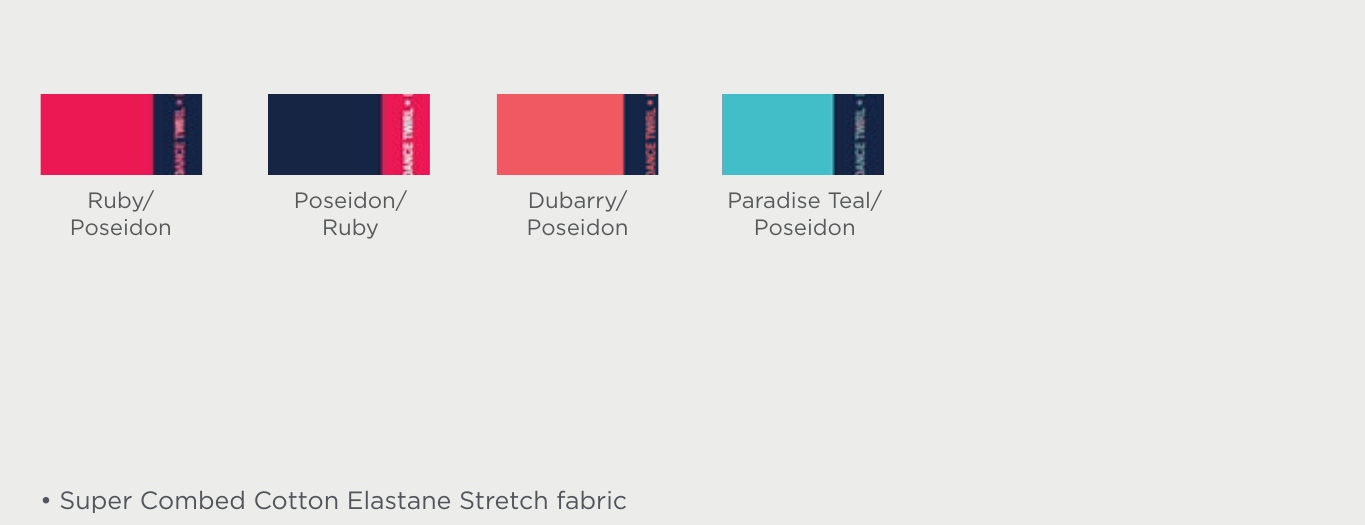 DANCE TWIRL •
DANCE TWIRL •
DANCE TWIRL •
DANCE TWIRL •
Ruby/
Poseidon
Poseidon/
Ruby
Dubarry/
Poseidon
Paradise Teal/
Poseidon
• Super Combed Cotton Elastane Stretch fabric